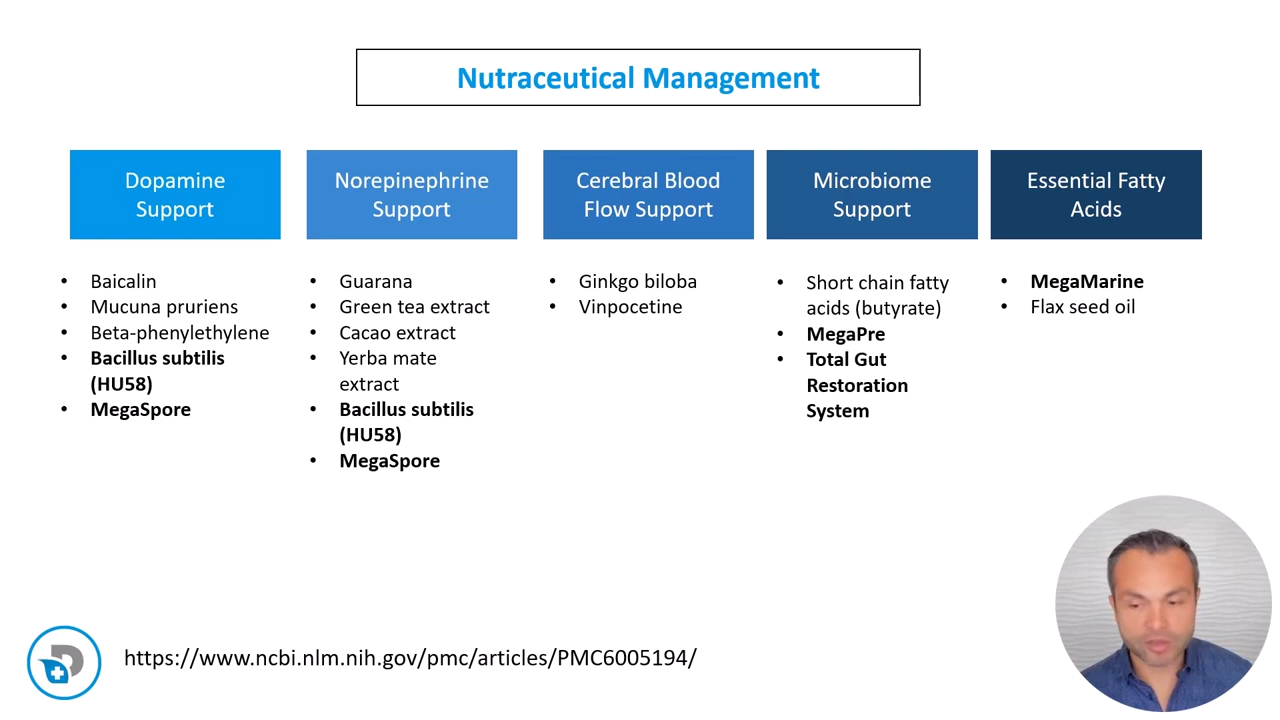 Nutraceutical Management
Dopamine
Support
Norepinephrine
Support
Cerebral Blood
Flow Support
Microbiome
Support
Essential Fatty
Acids
• Baicalin
• Mucuna pruriens
• Beta-phenylethylene
• Bacillus subtilis
(HU58)
• MegaSpore
• Guarana
• Green tea extract
• Cacao extract
• Yerba mate
extract
• Bacillus subtilis
(HU58)
• MegaSpore
• Ginkgo biloba
• Vinpocetine
• Short chain fatty
acids (butyrate)
• MegaPre
• Total Gut
Restoration
System
• MegaMarine
• Flax seed oil
https://www.ncbi.nlm.nih.gov/pmc/articles/PMC6005194/